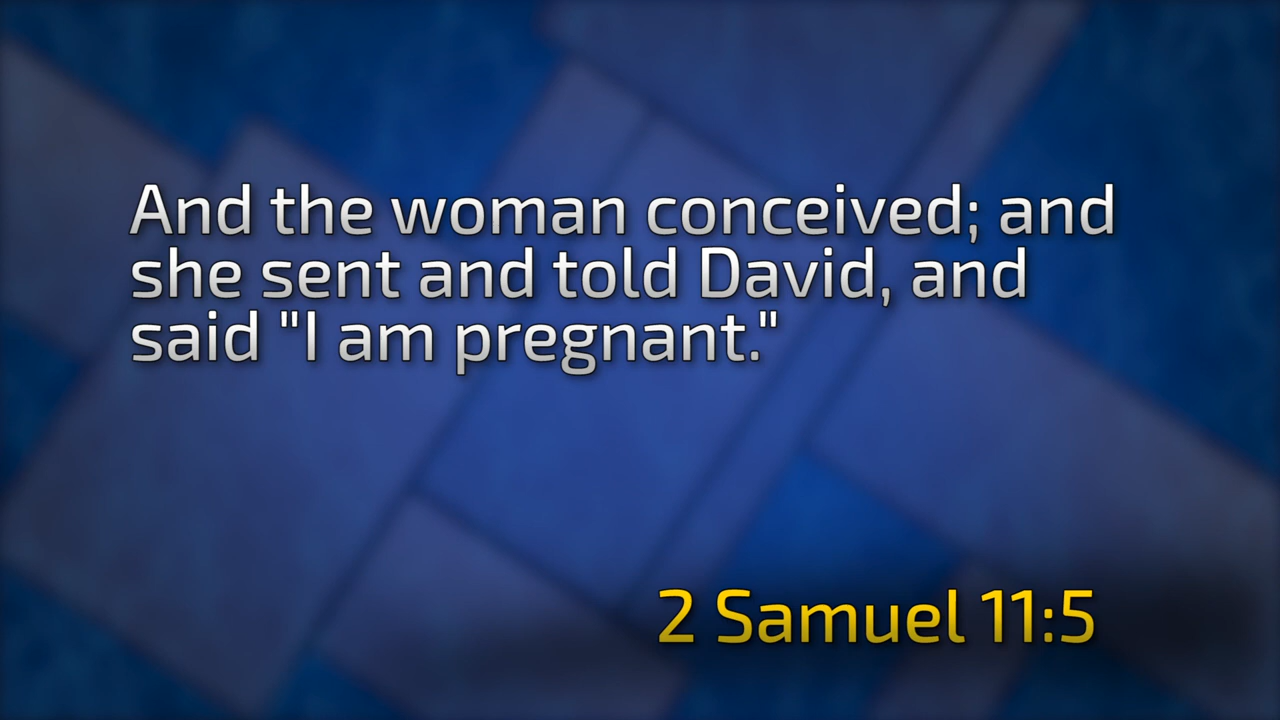 And the woman conceived; and
she sent and told David, and
said "I am pregnant."
2 Samuel 11:5